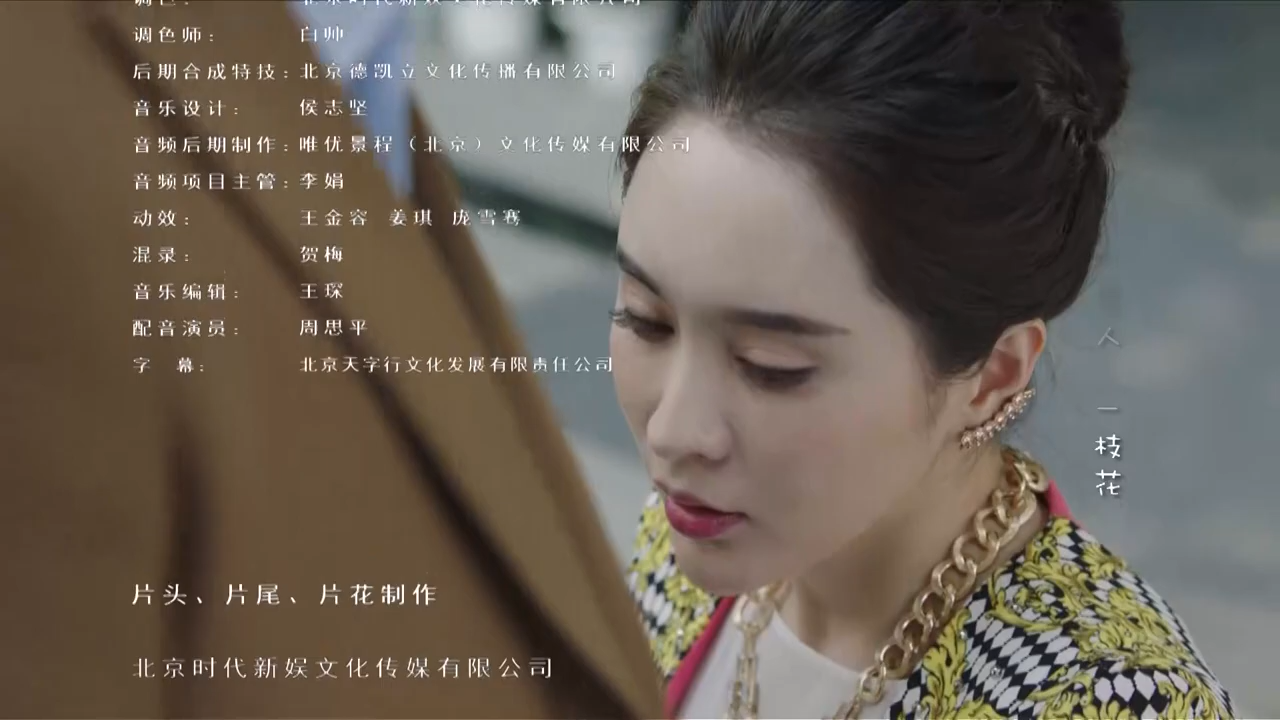 调色师: 白帅
后期合成特技: 北京德凯立文化传播有限公司
音乐设计: 侯志坚
音频后期制作: 唯优景程（北京）文化传媒有限公司
音频项目主管: 李娟
动效: 王金容 姜琪 庞雪骞
混录: 贺梅
音乐编辑: 王琛
配音演员: 周思平
字 幕: 北京天字行文化发展有限责任公司
片头、片尾、片花制作
北京时代新娱文化传媒有限公司
人
一
枝
花